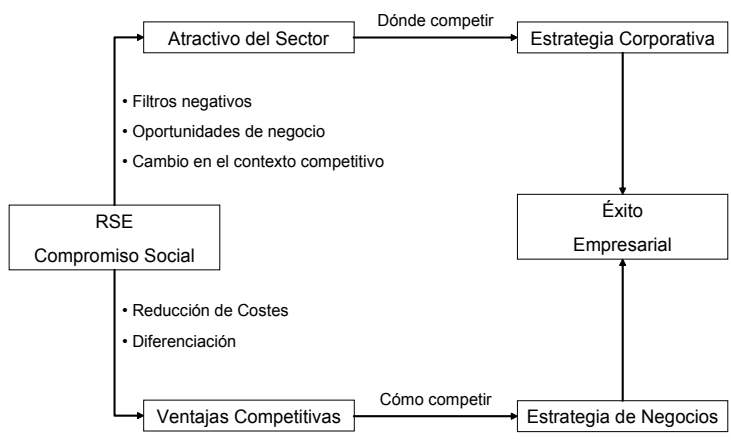 Dónde competir
Atractivo del Sector
Estrategia Corporativa
• Filtros negativos
• Oportunidades de negocio
• Cambio en el contexto competitivo
RSE
Compromiso Social
Éxito
Empresarial
• Reducción de Costes
• Diferenciación
Cómo competir
Ventajas Competitivas
Estrategia de Negocios